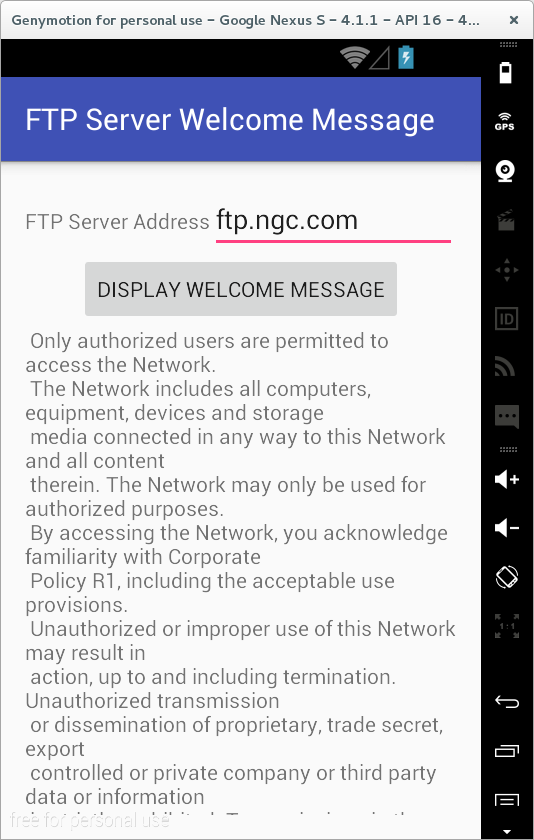 Genymotion for personal use – Google Nexus S – 4.1.1 – API 16 – 4...
GPS
FTP Server Welcome Message
FTP Server Address ftp.ngc.com
DISPLAY WELCOME MESSAGE
Only authorized users are permitted to
access the Network.
The Network includes all computers,
equipment, devices and storage
media connected in any way to this Network
and all content
therein. The Network may only be used for
authorized purposes.
By accessing the Network, you acknowledge
familiarity with Corporate
Policy R1, including the acceptable use
provisions.
Unauthorized or improper use of this Network
may result in
action, up to and including termination.
Unauthorized transmission
or dissemination of proprietary, trade secret,
export
controlled or private company or third party
data or information
free for personal use
ID
1:1